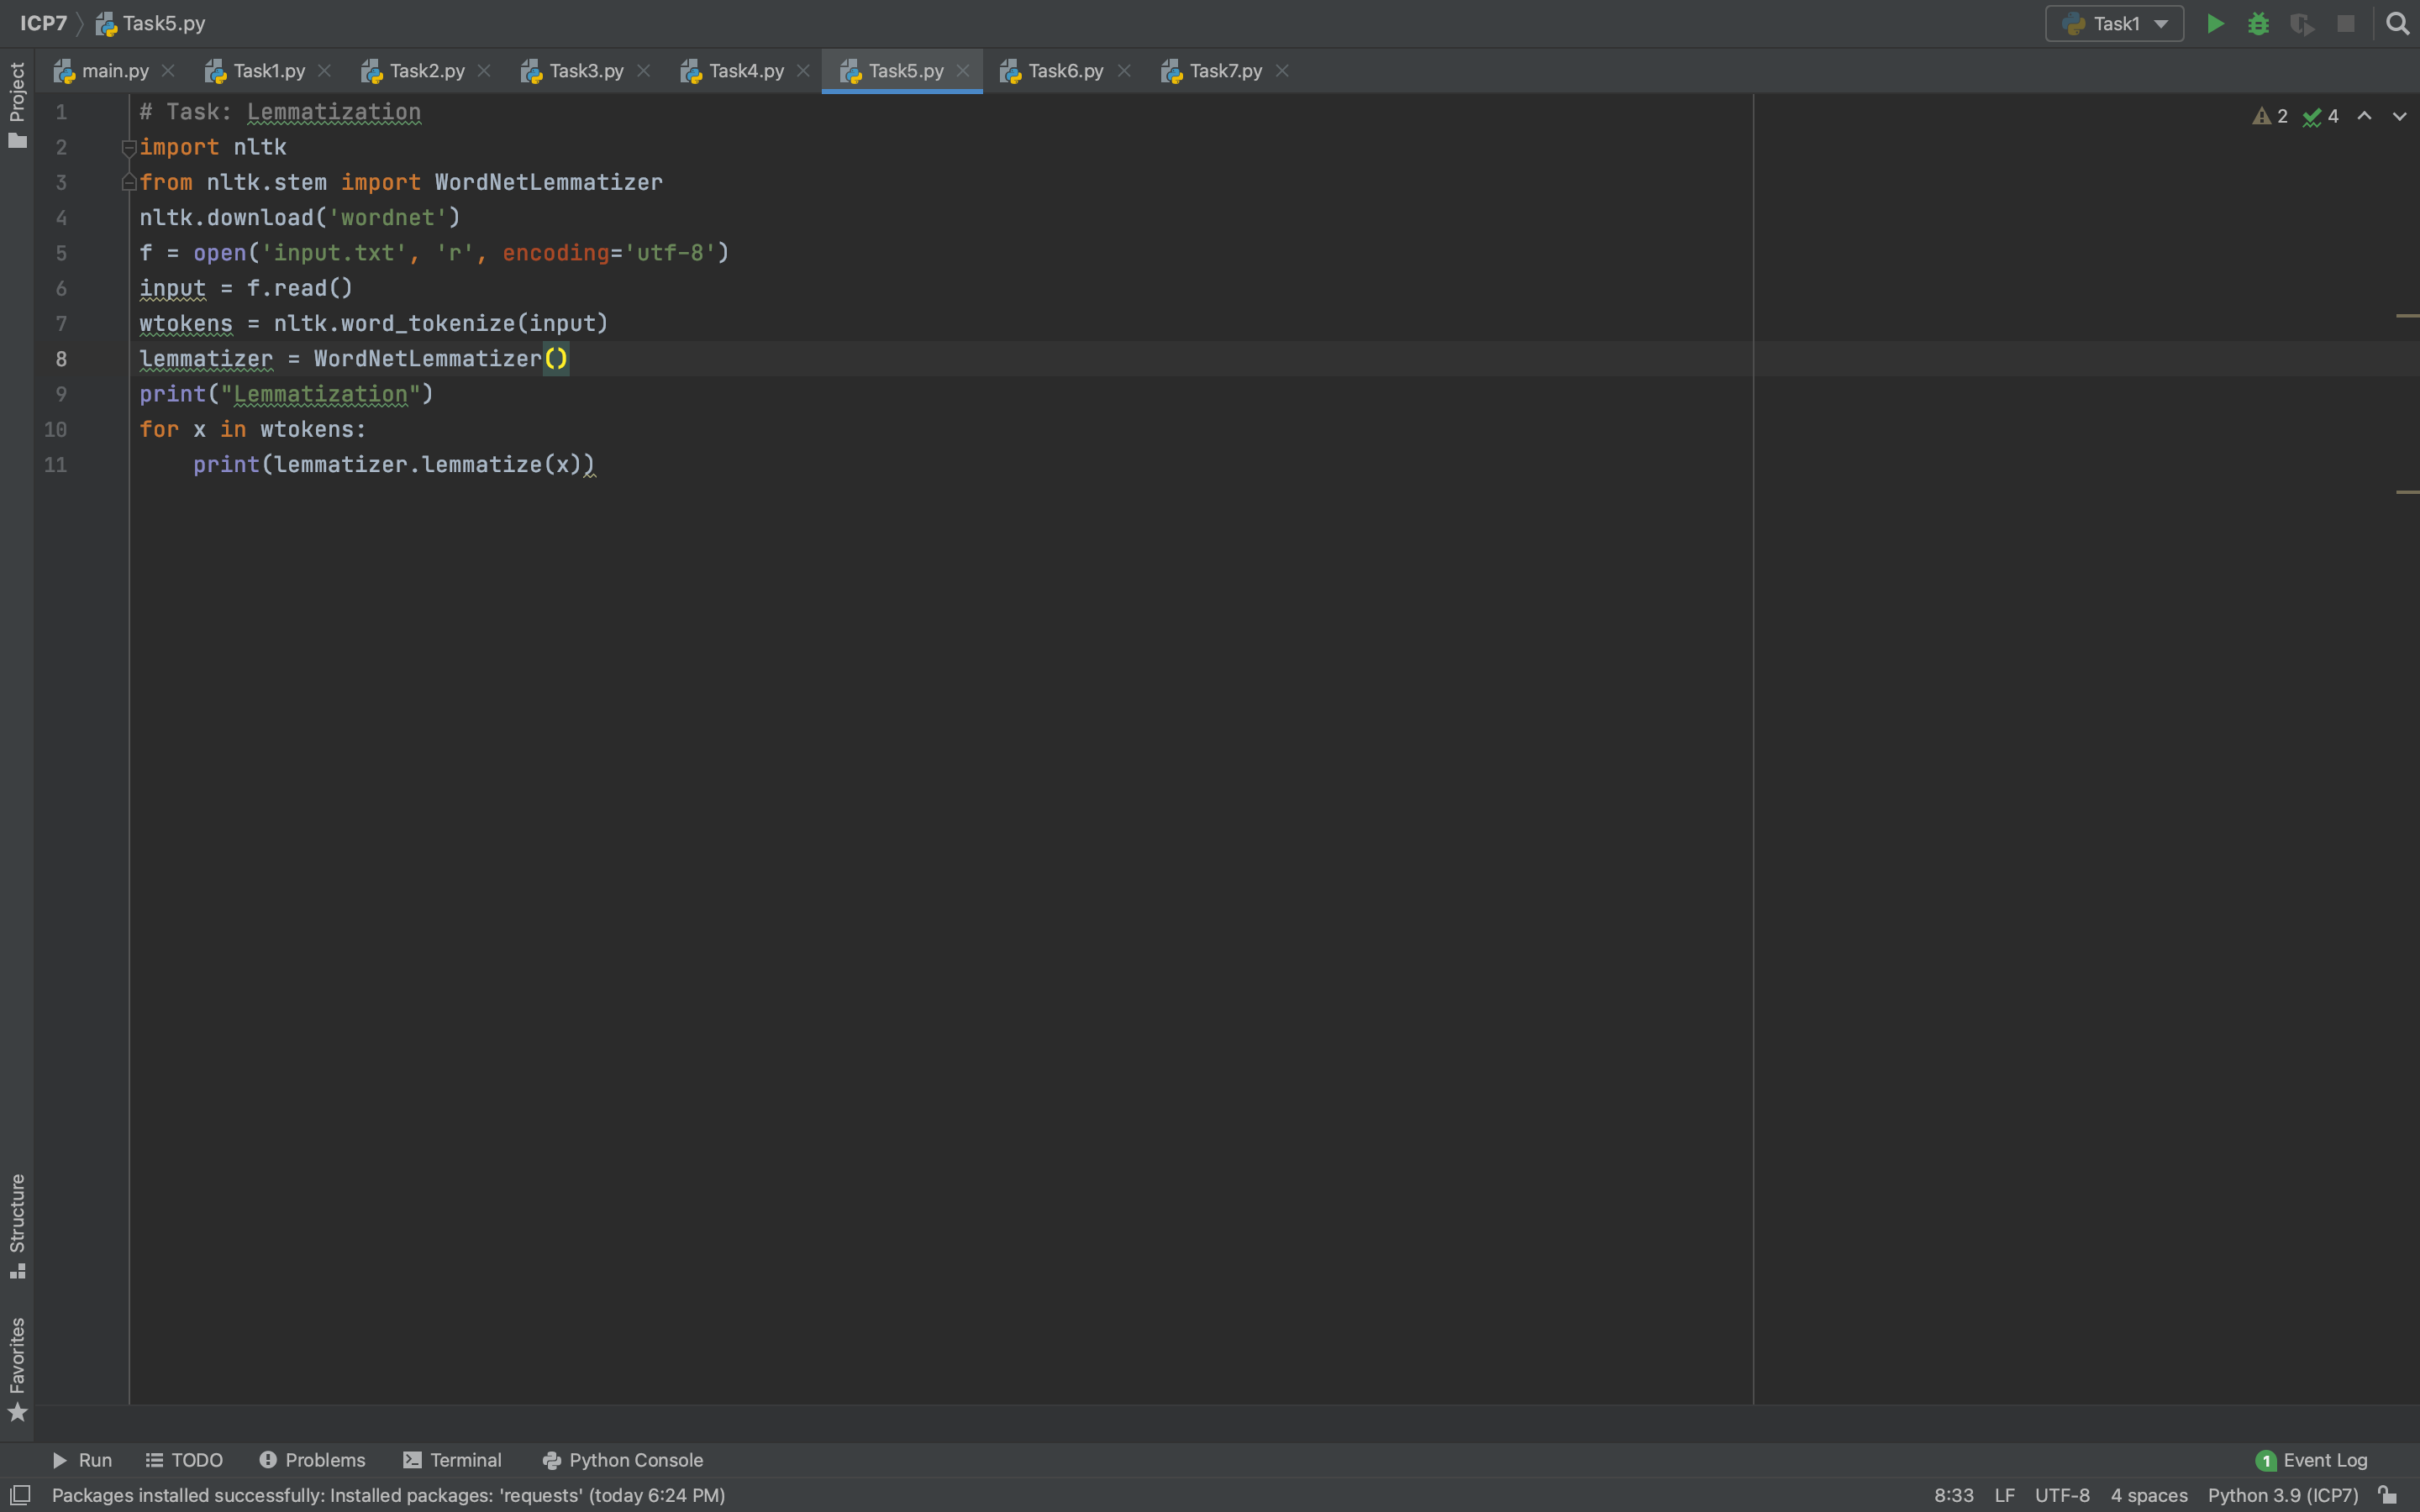 ICP7 Task5.py Task1
main.py Task1.py Task2.py Task3.py Task4.py Task5.py Task6.py Task7.py
Project
1 # Task: Lemmatization
2 4
2 import nltk
3 from nltk.stem import WordNetLemmatizer
4 nltk.download('wordnet')
5 f = open('input.txt', 'r', encoding='utf-8')
6 input = f.read()
7 wtokens = nltk.word_tokenize(input)
8 lemmatizer = WordNetLemmatizer()
9 print("Lemmatization")
10 for x in wtokens:
11 print(lemmatizer.lemmatize(x))
Structure
Favorites
Run TODO Problems Terminal Python Console 1 Event Log
Packages installed successfully: Installed packages: 'requests' (today 6:24 PM) 8:33 LF UTF-8 4 spaces Python 3.9 (ICP7)